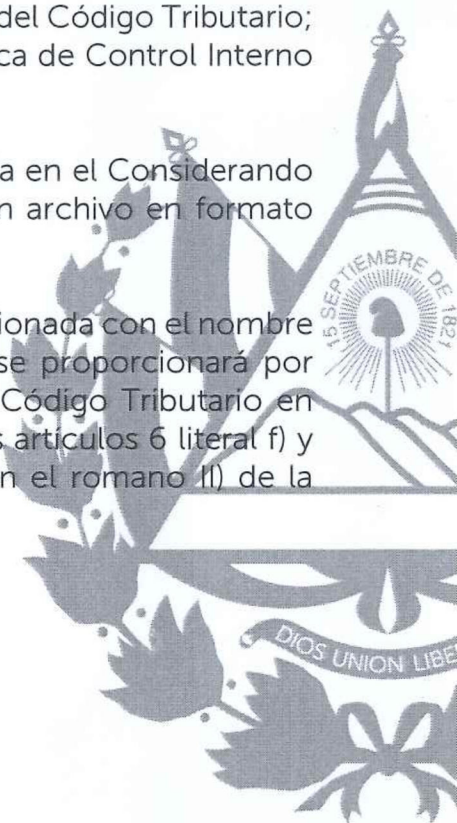 del Código Tributario;
ca de Control Interno
a en el Considerando
n archivo en formato
ionada con el nombre
se proporcionará por
Código Tributario en
s artículos 6 literal f) y
n el romano II) de la
15 SEPTIEMBRE DE 1821
DIOS UNION LIBE